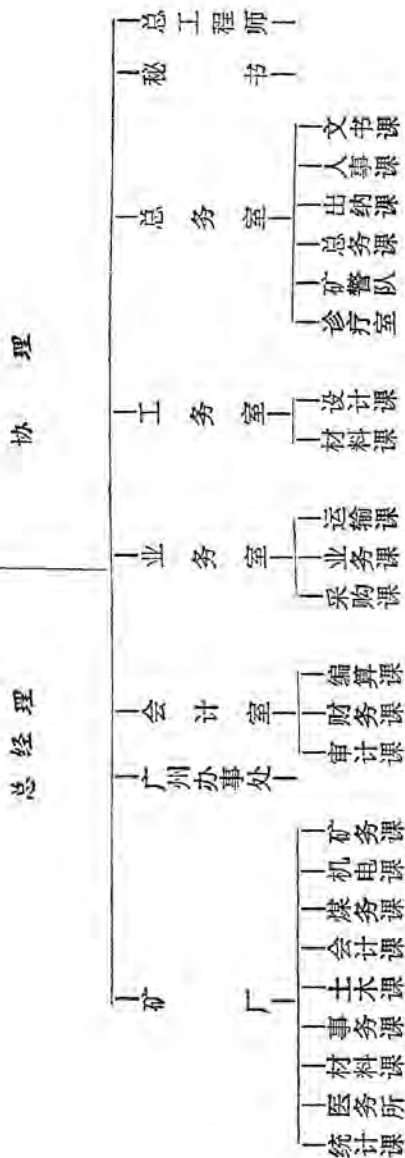 总经理
协理
总工程师
秘书
总务室
文书课
人事课
出纳课
总务课
矿警队
诊疗室
工务室
设计课
材料课
业务室
运输课
业务课
采购课
会计室
编算课
财务课
审计课
广州办事处
矿厂
矿务课
机电课
煤务课
会计课
土木课
事务课
材料课
医务所
统计课